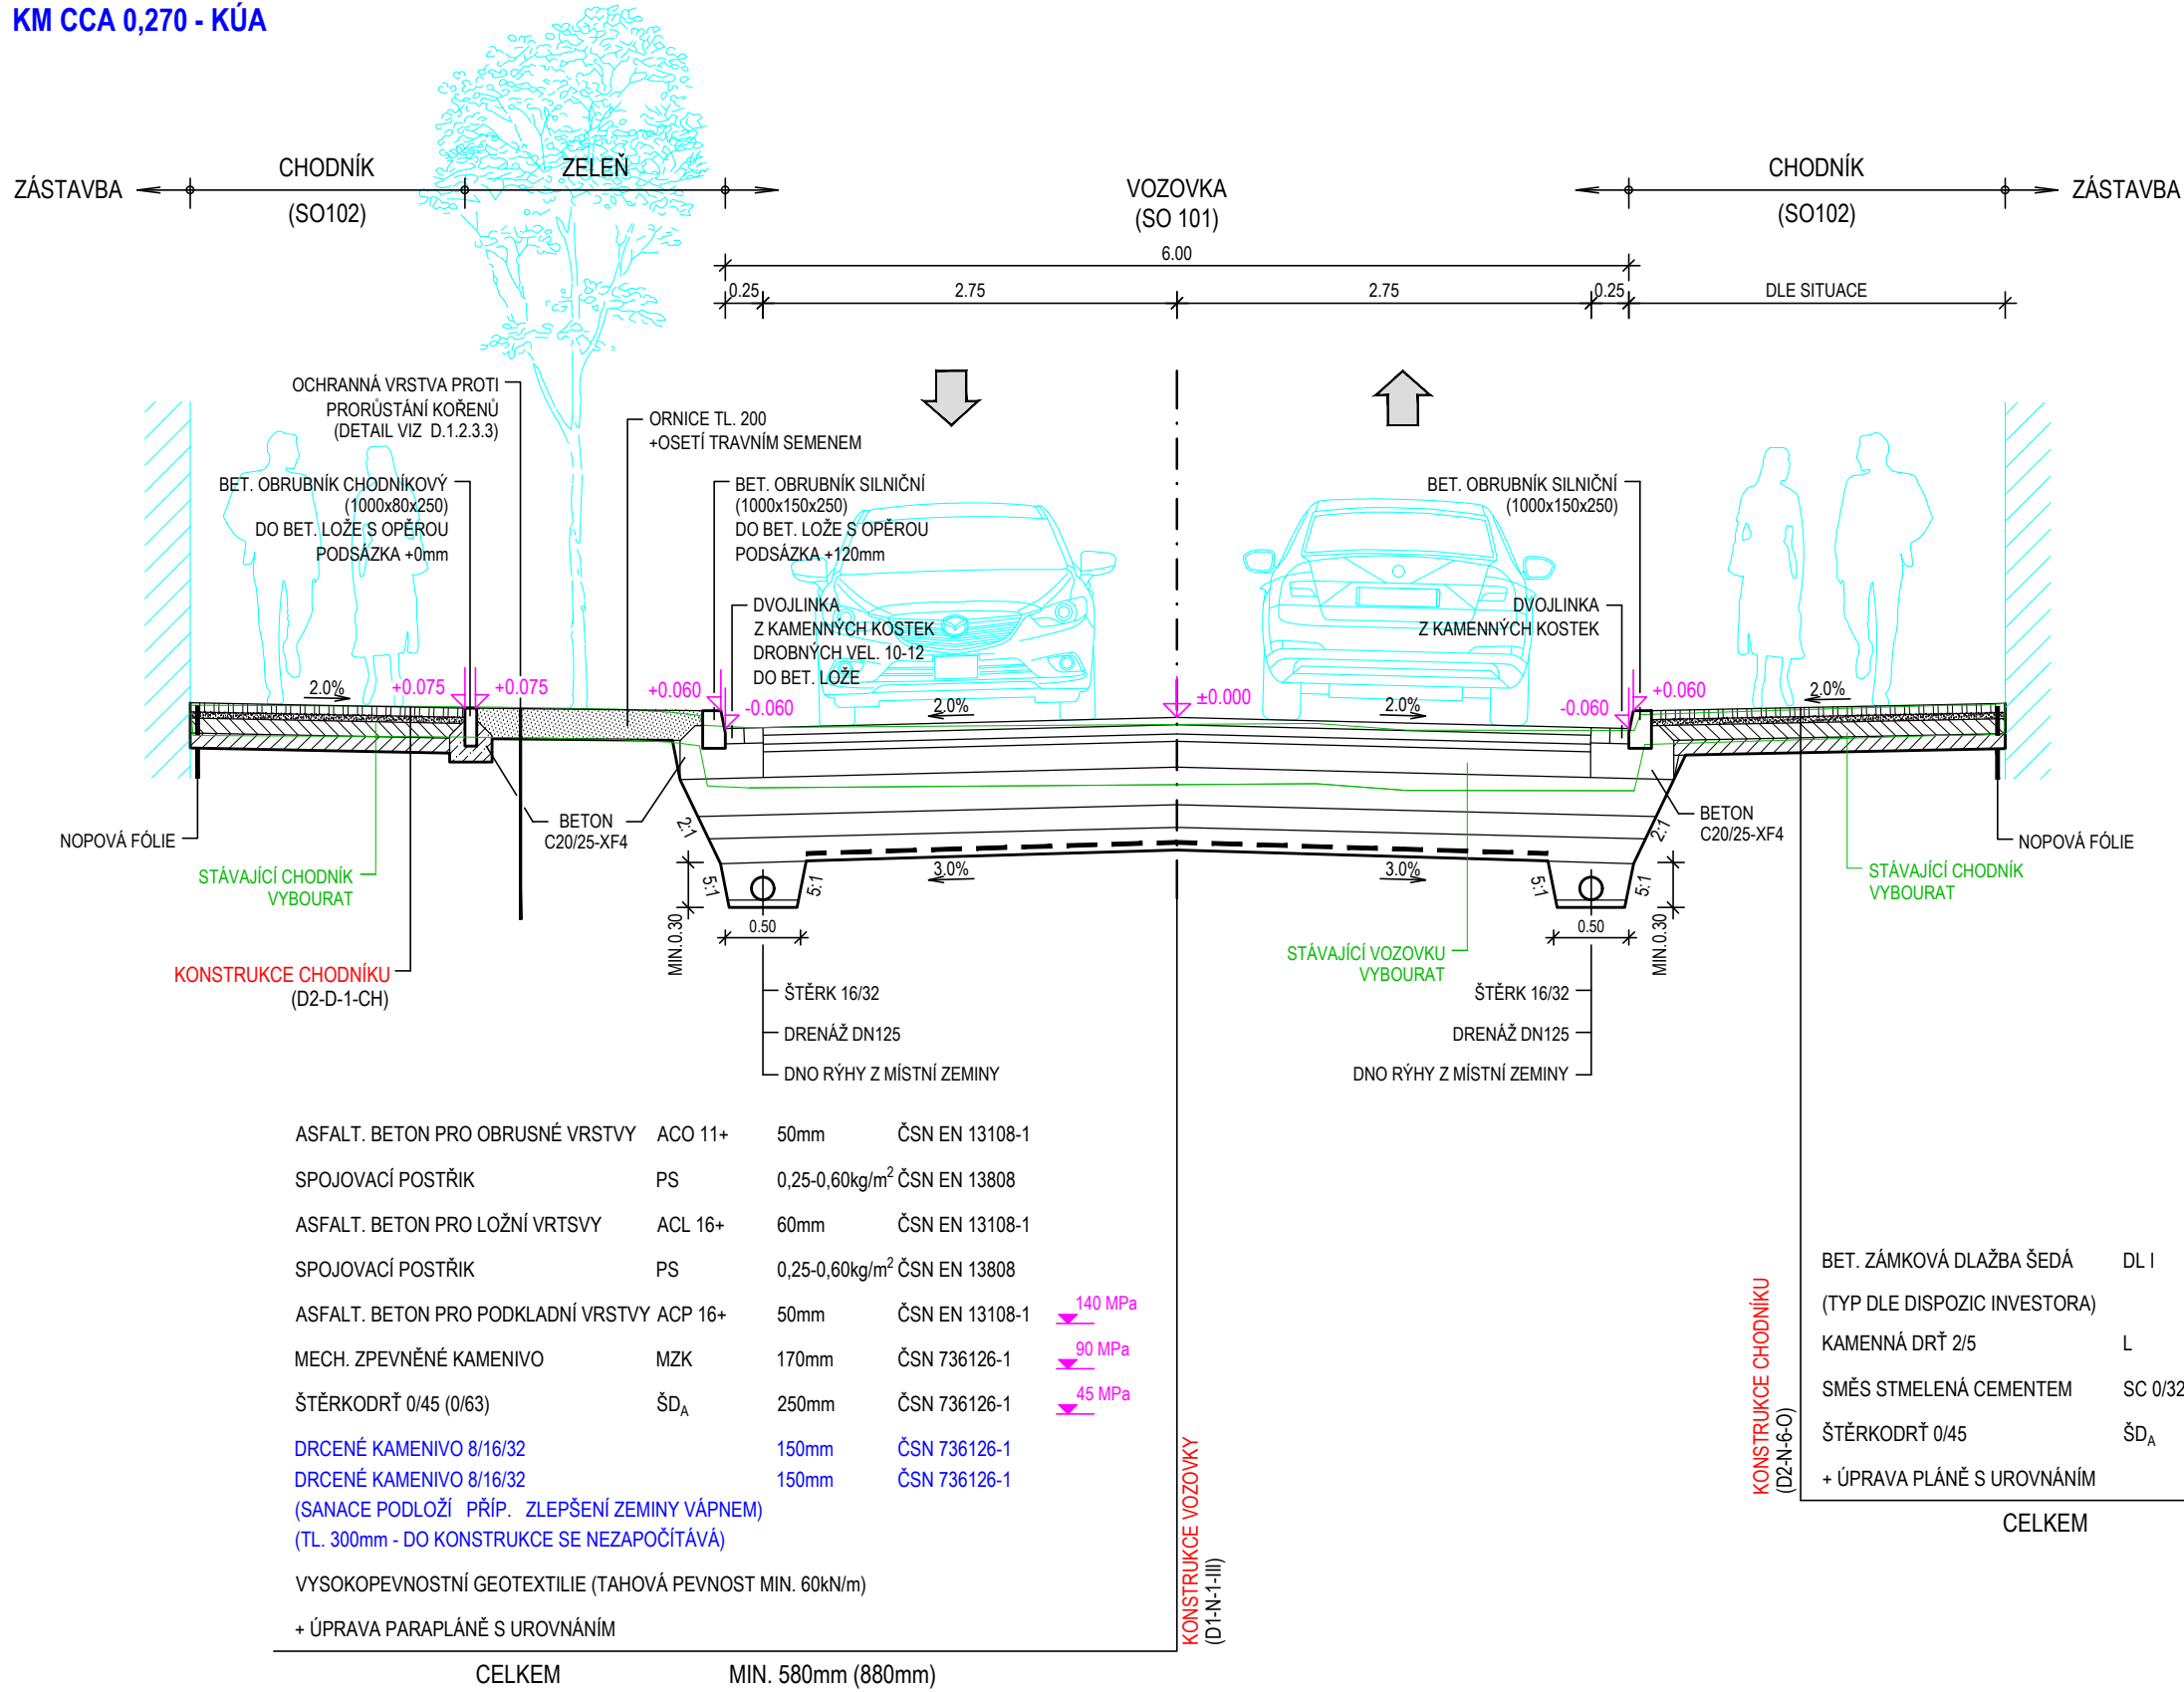 KM CCA 0,270 - KÚA
ZÁSTAVBA
CHODNÍK
(SO102)
ZELEŇ
VOZOVKA
(SO 101)
CHODNÍK
(SO102)
ZÁSTAVBA
6.00
0.25
2.75
2.75
0.25
DLE SITUACE
OCHRANNÁ VRSTVA PROTI
PRORŮSTÁNÍ KOŘENŮ
(DETAIL VIZ D.1.2.3.3)
ORNICE TL. 200
+OSETÍ TRAVNÍM SEMENEM
BET. OBRUBNÍK CHODNÍKOVÝ
(1000x80x250)
DO BET. LOŽE S OPĚROU
PODSÁZKA +0mm
BET. OBRUBNÍK SILNIČNÍ
(1000x150x250)
DO BET. LOŽE S OPĚROU
PODSÁZKA +120mm
BET. OBRUBNÍK SILNIČNÍ
(1000x150x250)
DVOJLINKA
Z KAMENNÝCH KOSTEK
DROBNÝCH VEL. 10-12
DO BET. LOŽE
DVOJLINKA
Z KAMENNÝCH KOSTEK
2.0%
+0.075
+0.075
+0.060
-0.060
2.0%
±0.000
2.0%
-0.060
+0.060
2.0%
NOPOVÁ FÓLIE
STÁVAJÍCÍ CHODNÍK
VYBOURAT
BETON
C20/25-XF4
2:1
5:1
5:1
3.0%
3.0%
5:1
5:1
2:1
BETON
C20/25-XF4
NOPOVÁ FÓLIE
STÁVAJÍCÍ CHODNÍK
VYBOURAT
KONSTRUKCE CHODNÍKU
(D2-D-1-CH)
MIN.0.30
0.50
STÁVAJÍCÍ VOZOVKU
VYBOURAT
0.50
MIN.0.30
ŠTĚRK 16/32
DRENÁŽ DN125
DNO RÝHY Z MÍSTNÍ ZEMINY
ŠTĚRK 16/32
DRENÁŽ DN125
DNO RÝHY Z MÍSTNÍ ZEMINY
ASFALT. BETON PRO OBRUSNÉ VRSTVY ACO 11+ 50mm ČSN EN 13108-1
SPOJOVACÍ POSTŘIK PS 0,25-0,60kg/m² ČSN EN 13808
ASFALT. BETON PRO LOŽNÍ VRTSVY ACL 16+ 60mm ČSN EN 13108-1
SPOJOVACÍ POSTŘIK PS 0,25-0,60kg/m² ČSN EN 13808
ASFALT. BETON PRO PODKLADNÍ VRSTVY ACP 16+ 50mm ČSN EN 13108-1 140 MPa
MECH. ZPEVNĚNÉ KAMENIVO MZK 170mm ČSN 736126-1 90 MPa
ŠTĚRKODRŤ 0/45 (0/63) ŠDA 250mm ČSN 736126-1 45 MPa
DRCENÉ KAMENIVO 8/16/32 150mm ČSN 736126-1
DRCENÉ KAMENIVO 8/16/32 150mm ČSN 736126-1
(SANACE PODLOŽÍ PŘÍP. ZLEPŠENÍ ZEMINY VÁPNEM)
(TL. 300mm - DO KONSTRUKCE SE NEZAPOČÍTÁVÁ)
VYSOKOPEVNOSTNÍ GEOTEXTILIE (TAHOVÁ PEVNOST MIN. 60kN/m)
+ ÚPRAVA PARAPLÁNĚ S UROVNÁNÍM
CELKEM MIN. 580mm (880mm)
KONSTRUKCE VOZOVKY
(D1-N-1-III)
KONSTRUKCE CHODNÍKU
(D2-N-6-O)
BET. ZÁMKOVÁ DLAŽBA ŠEDÁ DL I
(TYP DLE DISPOZIC INVESTORA)
KAMENNÁ DRŤ 2/5 L
SMĚS STMELENÁ CEMENTEM SC 0/32
ŠTĚRKODRŤ 0/45 ŠDA
+ ÚPRAVA PLÁNĚ S UROVNÁNÍM
CELKEM